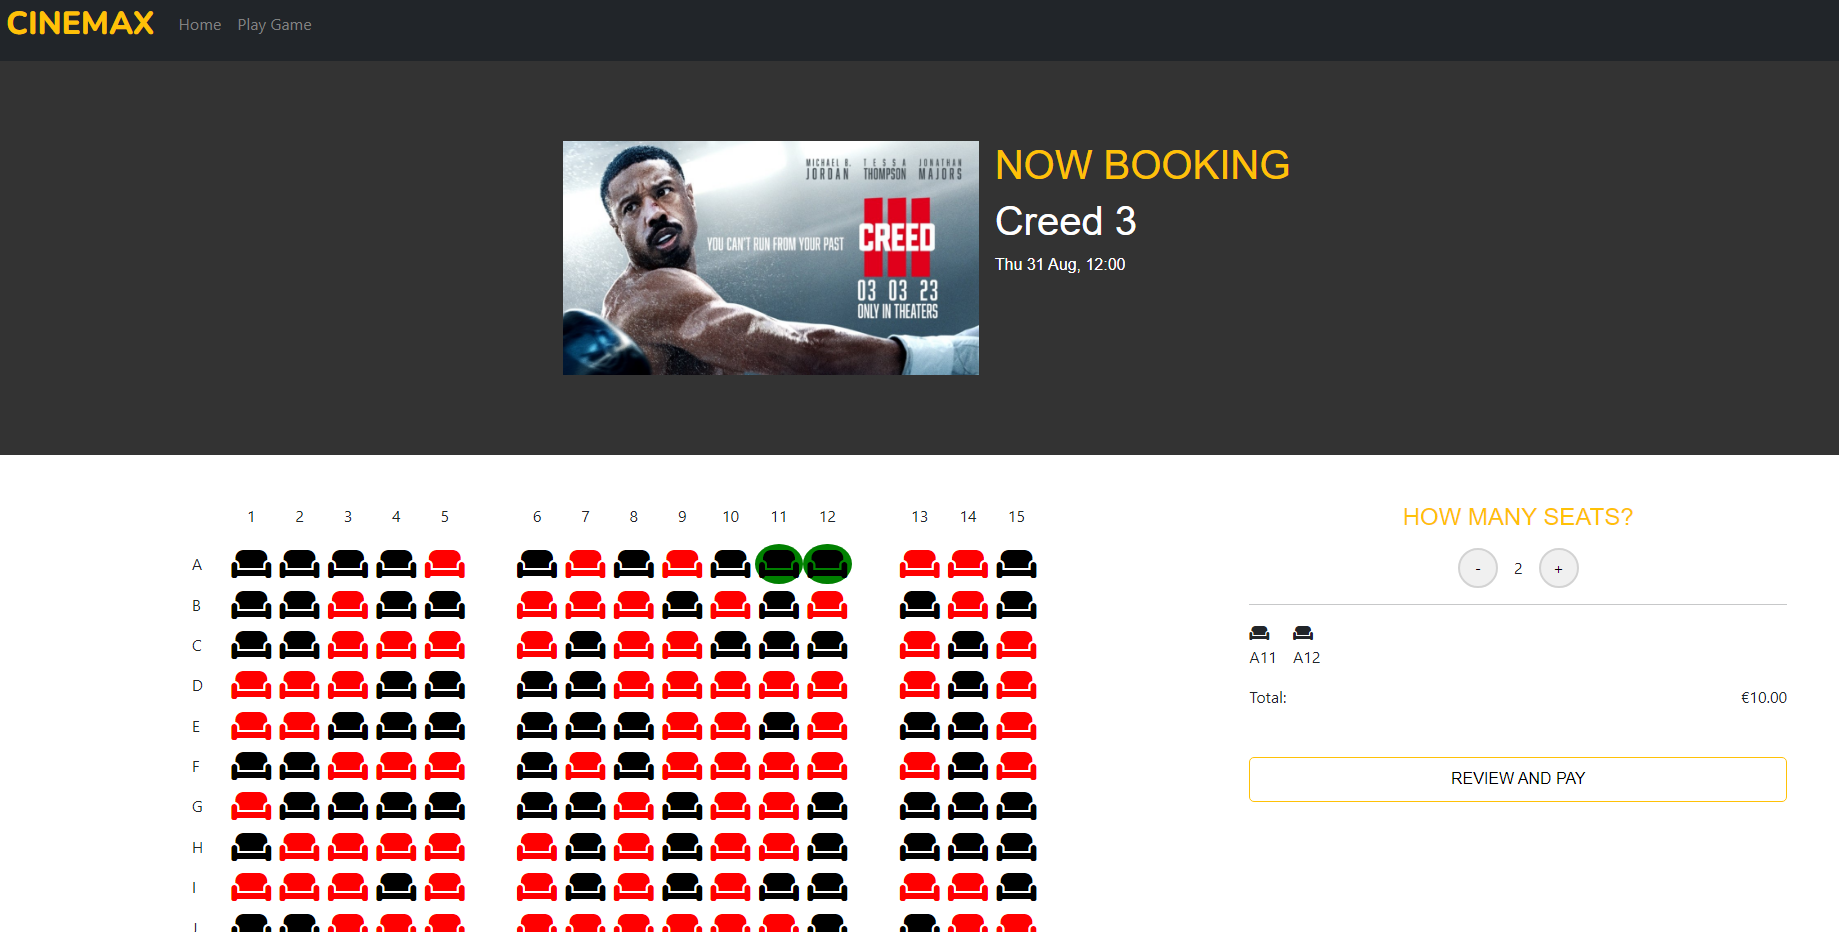 CINEMAX Home Play Game
MICHAEL B. JORDAN TESSA THOMPSON JONATHAN MAJORS
YOU CAN'T RUN FROM YOUR PAST
CREED
03 03 23
ONLY IN THEATERS
NOW BOOKING
Creed 3
Thu 31 Aug, 12:00
1 2 3 4 5 6 7 8 9 10 11 12 13 14 15
A
B
C
D
E
F
G
H
I
HOW MANY SEATS?
- 2 +
A11 A12
Total: €10.00
REVIEW AND PAY